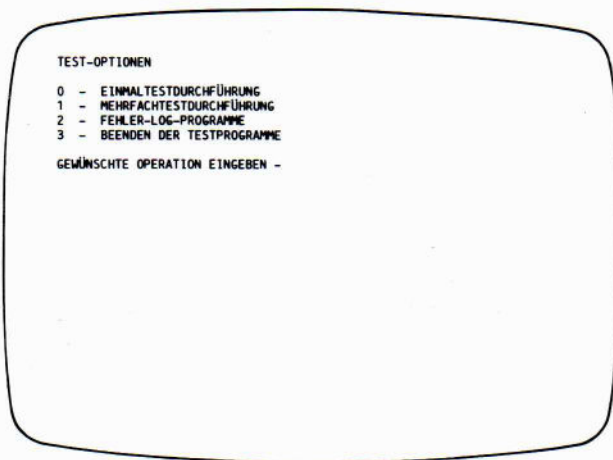 TEST-OPTIONEN
0 - EINMALTESTDURCHFÜHRUNG
1 - MEHRFACHTESTDURCHFÜHRUNG
2 - FEHLER-LOG-PROGRAMME
3 - BEENDEN DER TESTPROGRAMME
GEWÜNSCHTE OPERATION EINGEBEN -